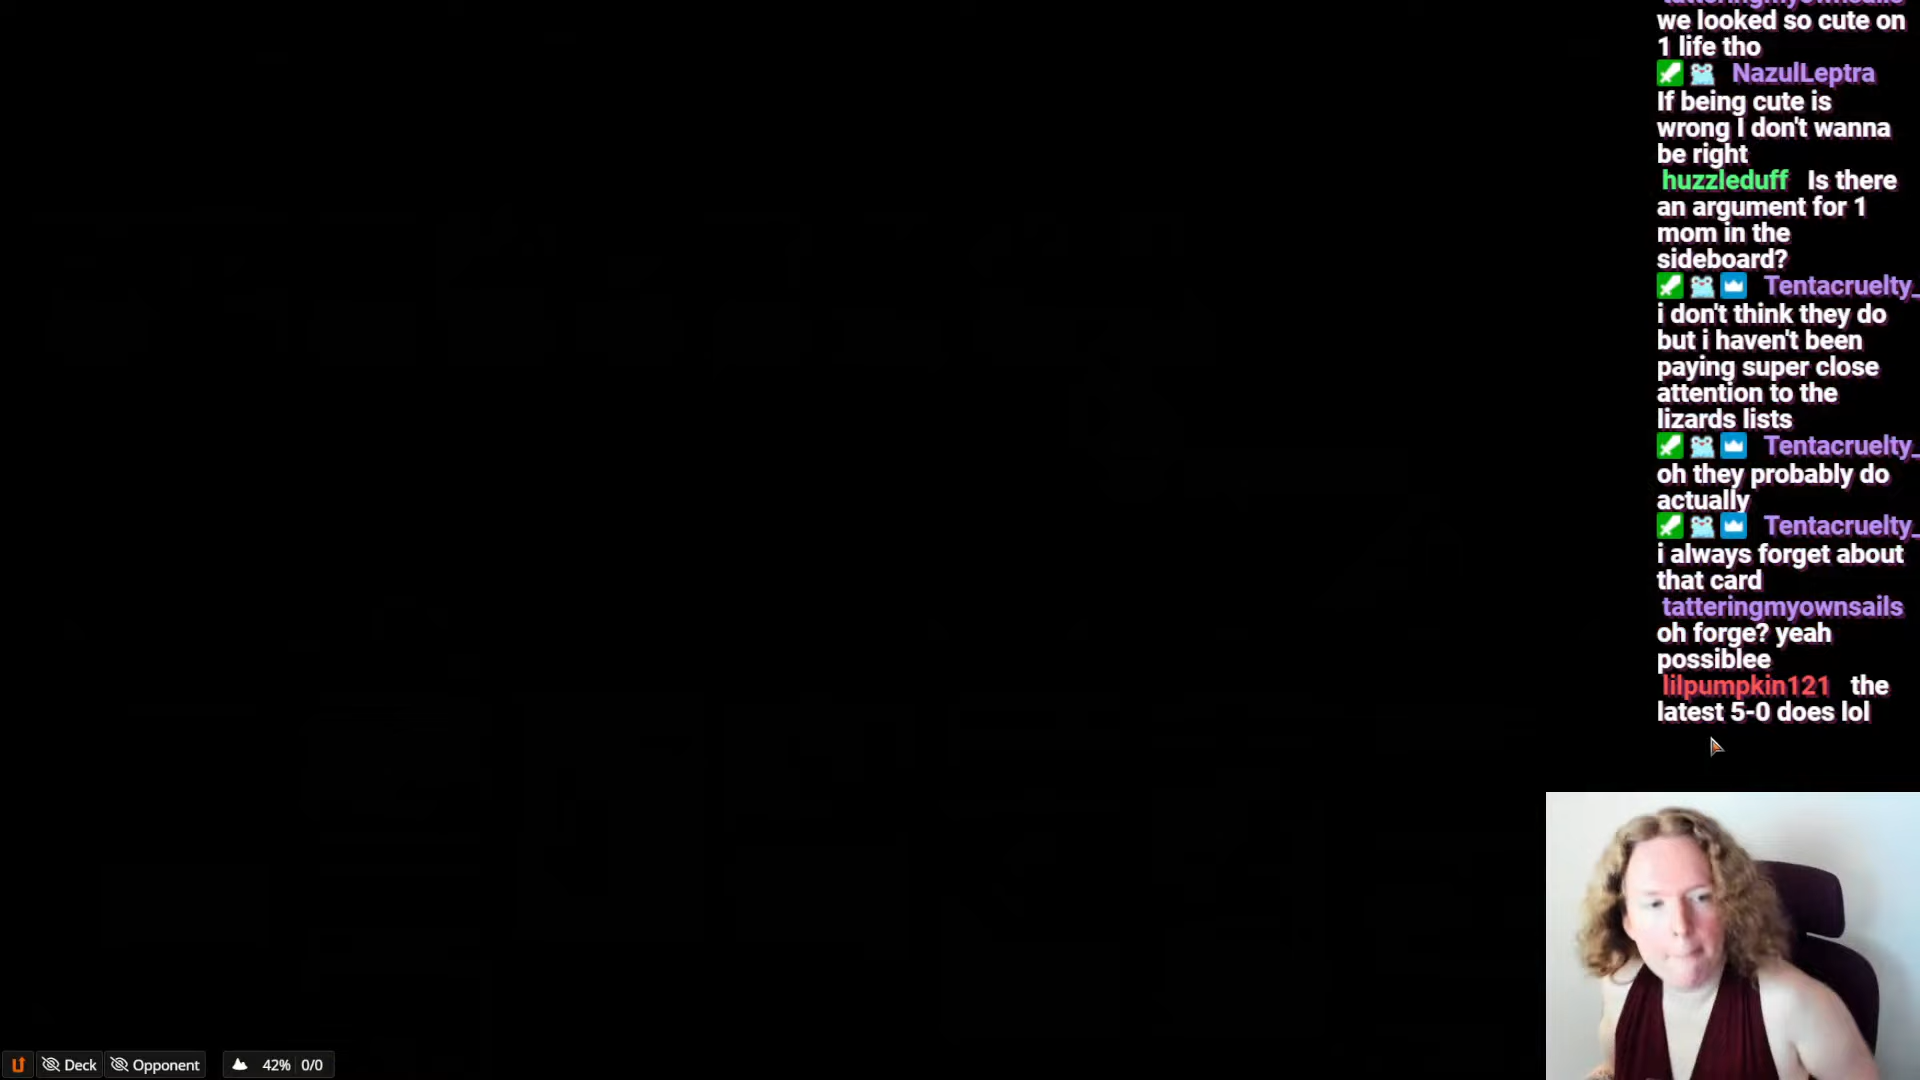 we looked so cute on
1 life tho
NazulLeptra
If being cute is
wrong I don't wanna
be right
huzzleduff Is there
an argument for 1
mom in the
sideboard?
Tentacruelty_
i don't think they do
but i haven't been
paying super close
attention to the
lizards lists
Tentacruelty_
oh they probably do
actually
Tentacruelty_
i always forget about
that card
tatteringmyownsails
oh forge? yeah
possiblee
lilpumpkin121 the
latest 5-0 does lol
Deck Opponent 42% 0/0